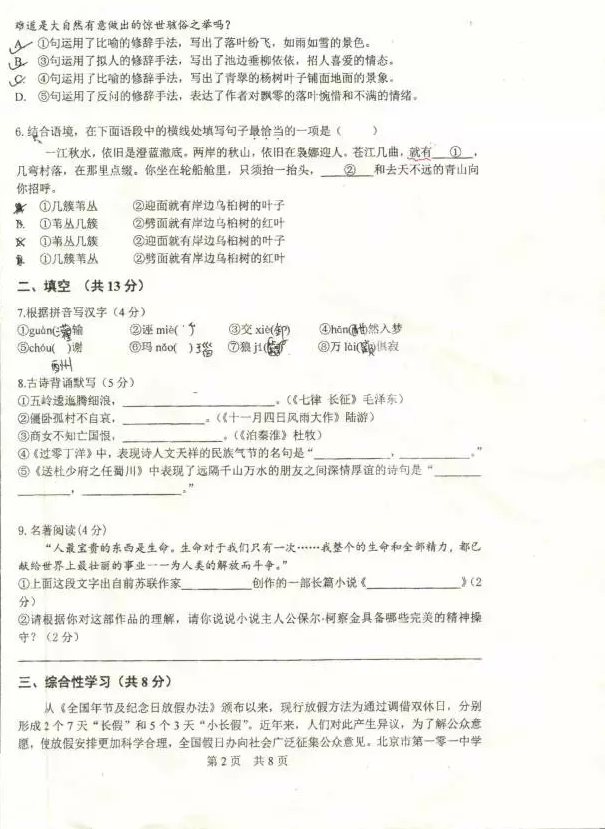 难道是大自然有意做出的惊世骇俗之举吗？
A. ①句运用了比喻的修辞手法，写出了落叶纷飞，如雨如雪的景色。
B. ③句运用了拟人的修辞手法，写出了池边垂柳依依，招人喜爱的情态。
C. ④句运用了比喻的修辞手法，写出了青翠的杨树叶子铺面地面的景象。
D. ⑤句运用了反问的修辞手法，表达了作者对飘零的落叶惋惜和不满的情绪。
6. 结合语境，在下面语段中的横线处填写句子最恰当的一项是（ ）
一江秋水，依旧是澄蓝澈底。两岸的秋山，依旧在袅娜迎人。苍江几曲，就有 ① ，
几弯村落，在那里点缀。你坐在轮船舱里，只须抬一抬头， ② 和去天不远的青山向
你招呼。
①几簇苇丛 ②迎面就有岸边乌桕树的叶子
B. ①苇丛几簇 ②劈面就有岸边乌桕树的红叶
①苇丛几簇 ②迎面就有岸边乌桕树的叶子
①几簇苇丛 ②劈面就有岸边乌桕树的红叶
二、填空 （共 13 分）
7.根据拼音写汉字（4 分）
①guàn( 灌 )输 ②诬 miè( ) ③交 xiè(卸) ④hān(酣)然入梦
⑤chóu( 酬 )谢 ⑥玛 nǎo( )瑙 ⑦狼 jí( ) ⑧万 lài( )俱寂
8.古诗背诵默写（5 分）
①五岭逶迤腾细浪，____________。（《七律 长征》毛泽东）
②僵卧孤村不自哀，____________。（《十一月四日风雨大作》陆游）
③商女不知亡国恨，____________。（《泊秦淮》杜牧）
④《过零丁洋》中，表现诗人文天祥的民族气节的名句是“____________，____________。”
⑤《送杜少府之任蜀川》中表现了远隔千山万水的朋友之间深情厚谊的诗句是“________
________，____________。”
9. 名著阅读(4 分)
“人最宝贵的东西是生命。生命对于我们只有一次……我整个的生命和全部精力，都已
献给世界上最壮丽的事业——为人类的解放而斗争。”
①上面这段文字出自前苏联作家__________创作的一部长篇小说《____________》(2
分）
②请根据你对这部作品的理解，请你说说小说主人公保尔·柯察金具备哪些完美的精神操
守？（2 分）
三、综合性学习（共 8 分）
从《全国年节及纪念日放假办法》颁布以来，现行放假方法为通过调借双休日，分别
形成 2 个 7 天“长假”和 5 个 3 天“小长假”。近年来，人们对此产生异议，为了解公众意
愿，使放假安排更加科学合理，全国假日办向社会广泛征集公众意见。北京市第一零一中学
第 2 页 共 8 页